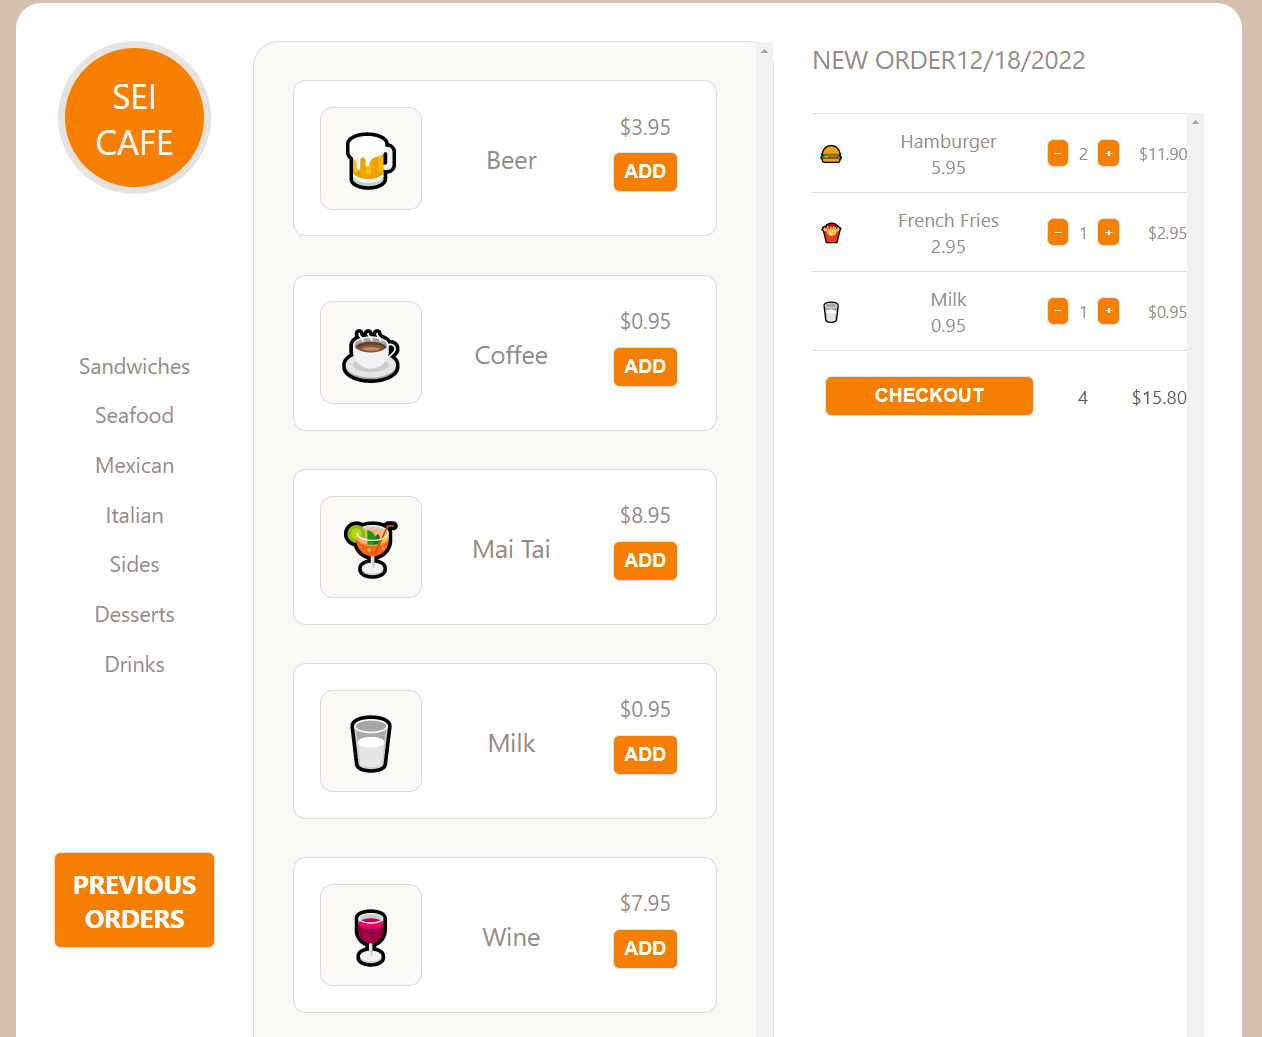 SEI
CAFE
Sandwiches
Seafood
Mexican
Italian
Sides
Desserts
Drinks
PREVIOUS
ORDERS
Beer
$3.95
ADD
Coffee
$0.95
ADD
Mai Tai
$8.95
ADD
Milk
$0.95
ADD
Wine
$7.95
ADD
NEW ORDER12/18/2022
Hamburger
5.95
− 2 + $11.90
French Fries
2.95
− 1 + $2.95
Milk
0.95
− 1 + $0.95
CHECKOUT 4 $15.80